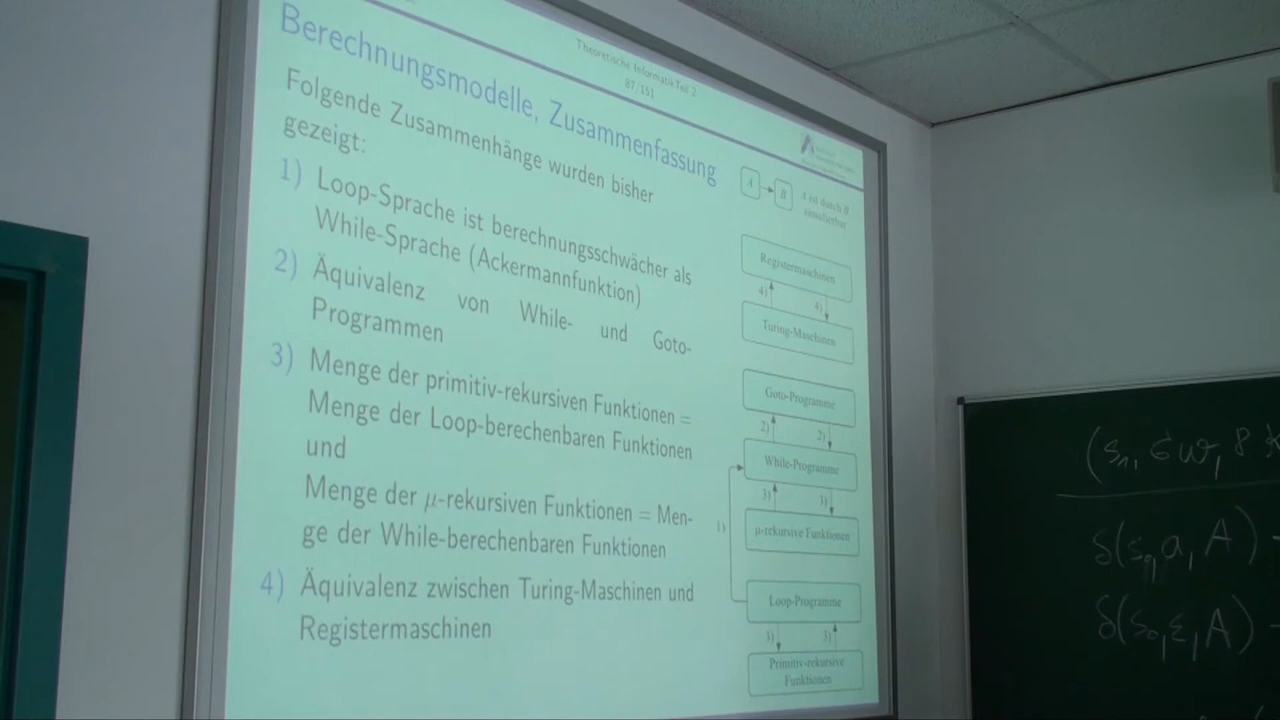 Theoretische Informatik Teil 2
87/151
Berechnungsmodelle, Zusammenfassung
Folgende Zusammenhänge wurden bisher
gezeigt:
1) Loop-Sprache ist berechnungsschwächer als
While-Sprache (Ackermannfunktion)
2) Äquivalenz von While- und Goto-
Programmen
3) Menge der primitiv-rekursiven Funktionen =
Menge der Loop-berechenbaren Funktionen
und
Menge der μ-rekursiven Funktionen = Men-
ge der While-berechenbaren Funktionen
4) Äquivalenz zwischen Turing-Maschinen und
Registermaschinen
A B A ist durch B
simulierbar
Registermaschinen
4) 4)
Turing-Maschinen
Goto-Programme
2) 2)
While-Programme
3) 3)
μ-rekursive Funktionen
1)
Loop-Programme
3) 3)
Primitiv-rekursive
Funktionen
δ(s₀, ε, A)